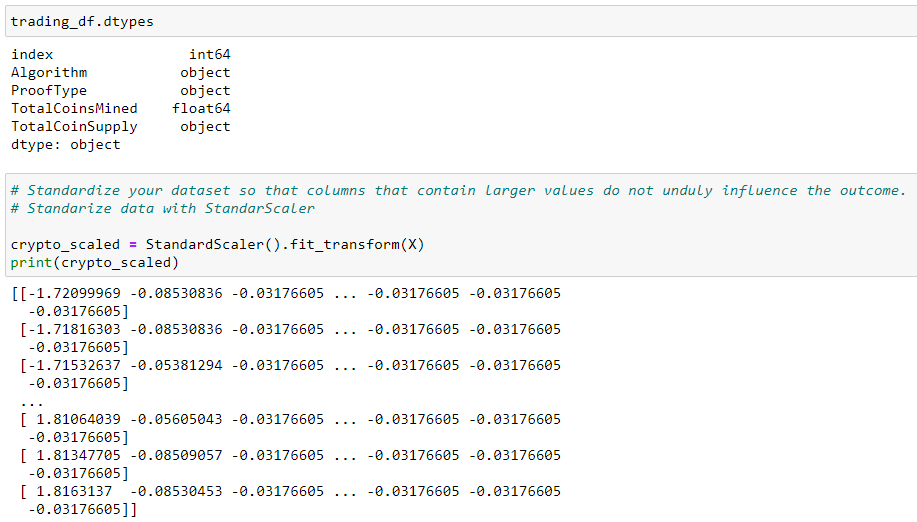 trading_df.dtypes
index                int64
Algorithm           object
ProofType           object
TotalCoinsMined    float64
TotalCoinSupply     object
dtype: object
# Standardize your dataset so that columns that contain larger values do not unduly influence the outcome.
# Standarize data with StandarScaler
crypto_scaled = StandardScaler().fit_transform(X)
print(crypto_scaled)
[[-1.72099969 -0.08530836 -0.03176605 ... -0.03176605 -0.03176605
  -0.03176605]
 [-1.71816303 -0.08530836 -0.03176605 ... -0.03176605 -0.03176605
  -0.03176605]
 [-1.71532637 -0.05381294 -0.03176605 ... -0.03176605 -0.03176605
  -0.03176605]
 ...
 [ 1.81064039 -0.05605043 -0.03176605 ... -0.03176605 -0.03176605
  -0.03176605]
 [ 1.81347705 -0.08509057 -0.03176605 ... -0.03176605 -0.03176605
  -0.03176605]
 [ 1.8163137  -0.08530453 -0.03176605 ... -0.03176605 -0.03176605
  -0.03176605]]